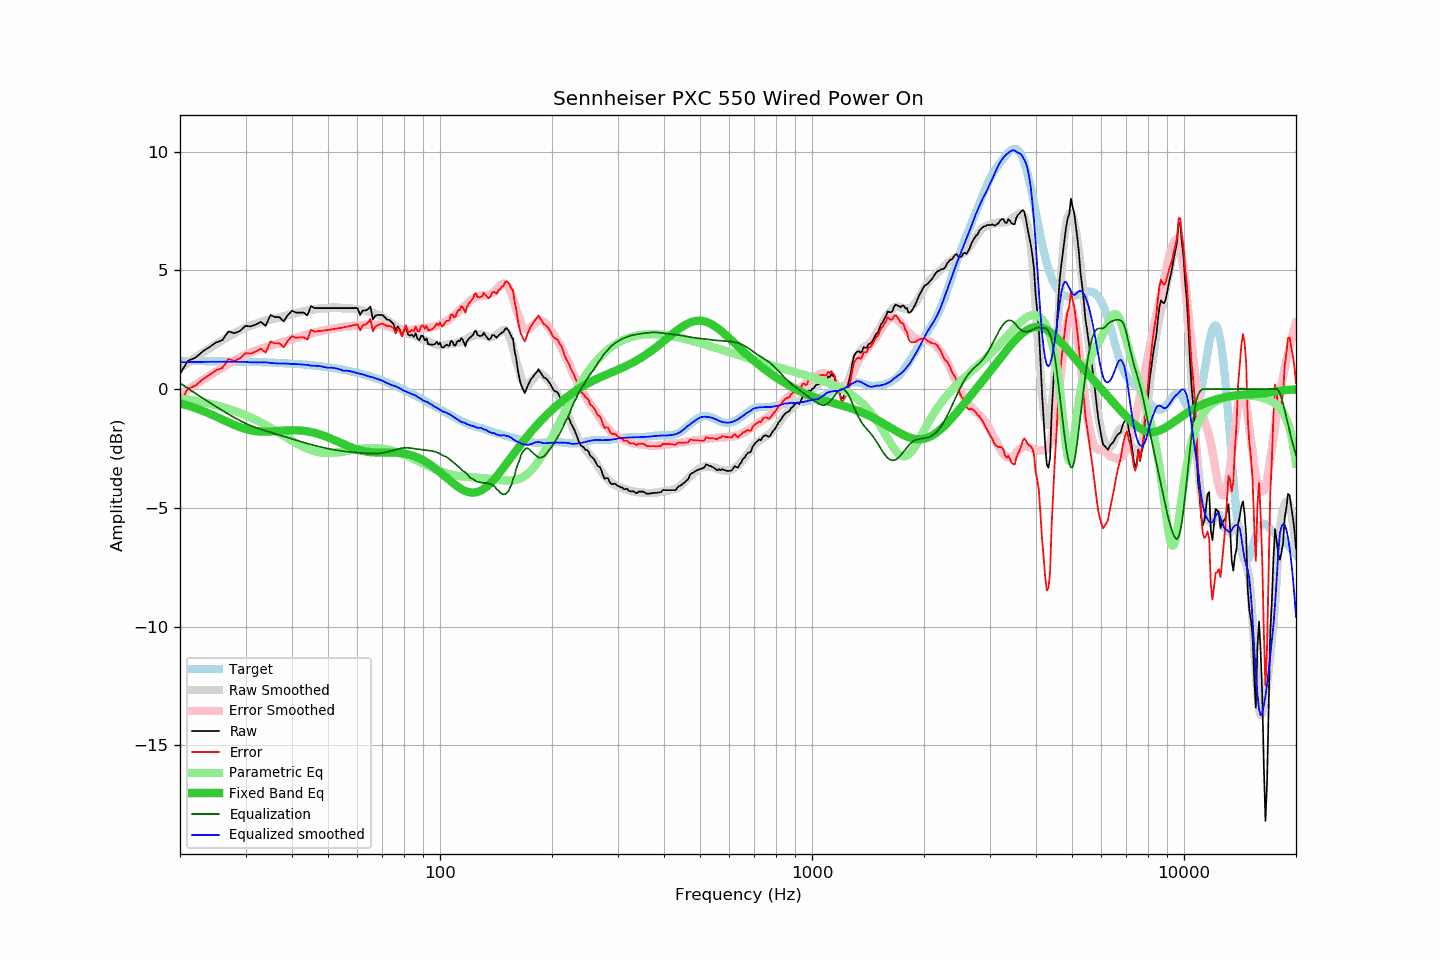 Sennheiser PXC 550 Wired Power On
10
5
0
−5
−10
−15
Amplitude (dBr)
Target
Raw Smoothed
Error Smoothed
Raw
Error
Parametric Eq
Fixed Band Eq
Equalization
Equalized smoothed
100 1000 10000
Frequency (Hz)